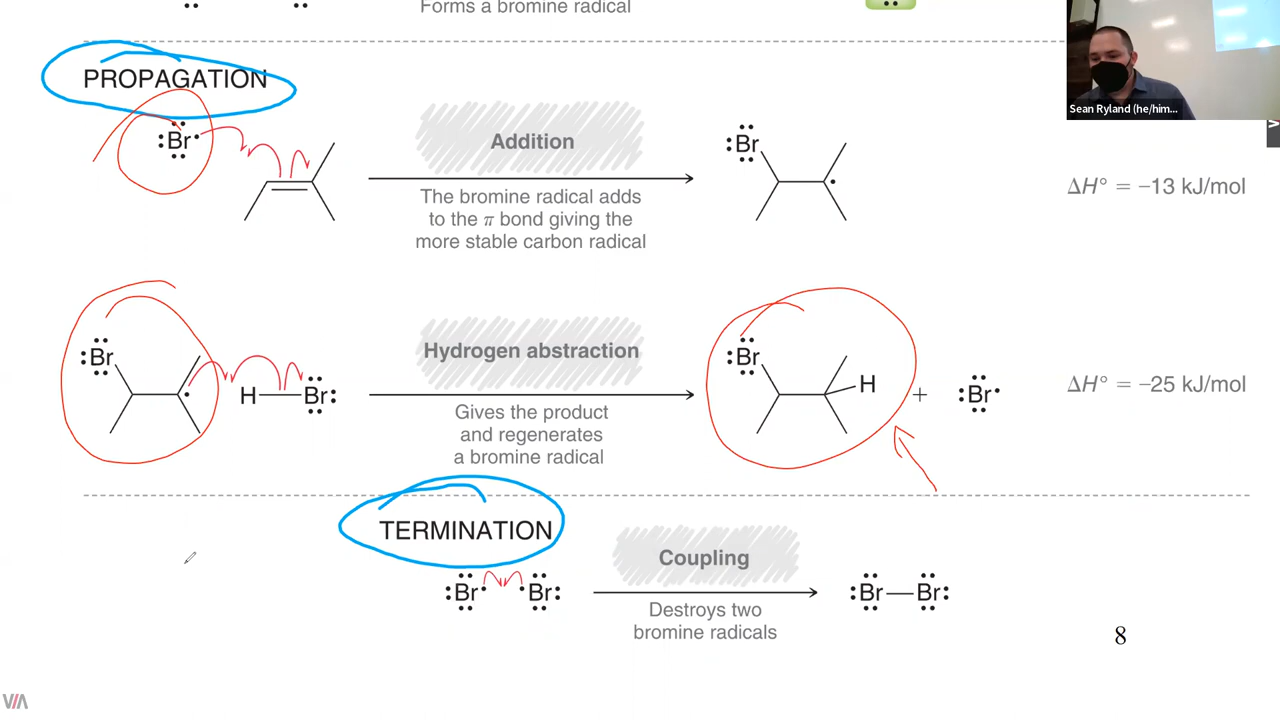 Forms a bromine radical
PROPAGATION
Sean Ryland (he/him...
Br
Addition
The bromine radical adds
to the π bond giving the
more stable carbon radical
Br
ΔH° = −13 kJ/mol
Br
H—Br
Hydrogen abstraction
Gives the product
and regenerates
a bromine radical
Br
H
+
Br
ΔH° = −25 kJ/mol
TERMINATION
Br Br
Coupling
Destroys two
bromine radicals
Br—Br
8
VIA